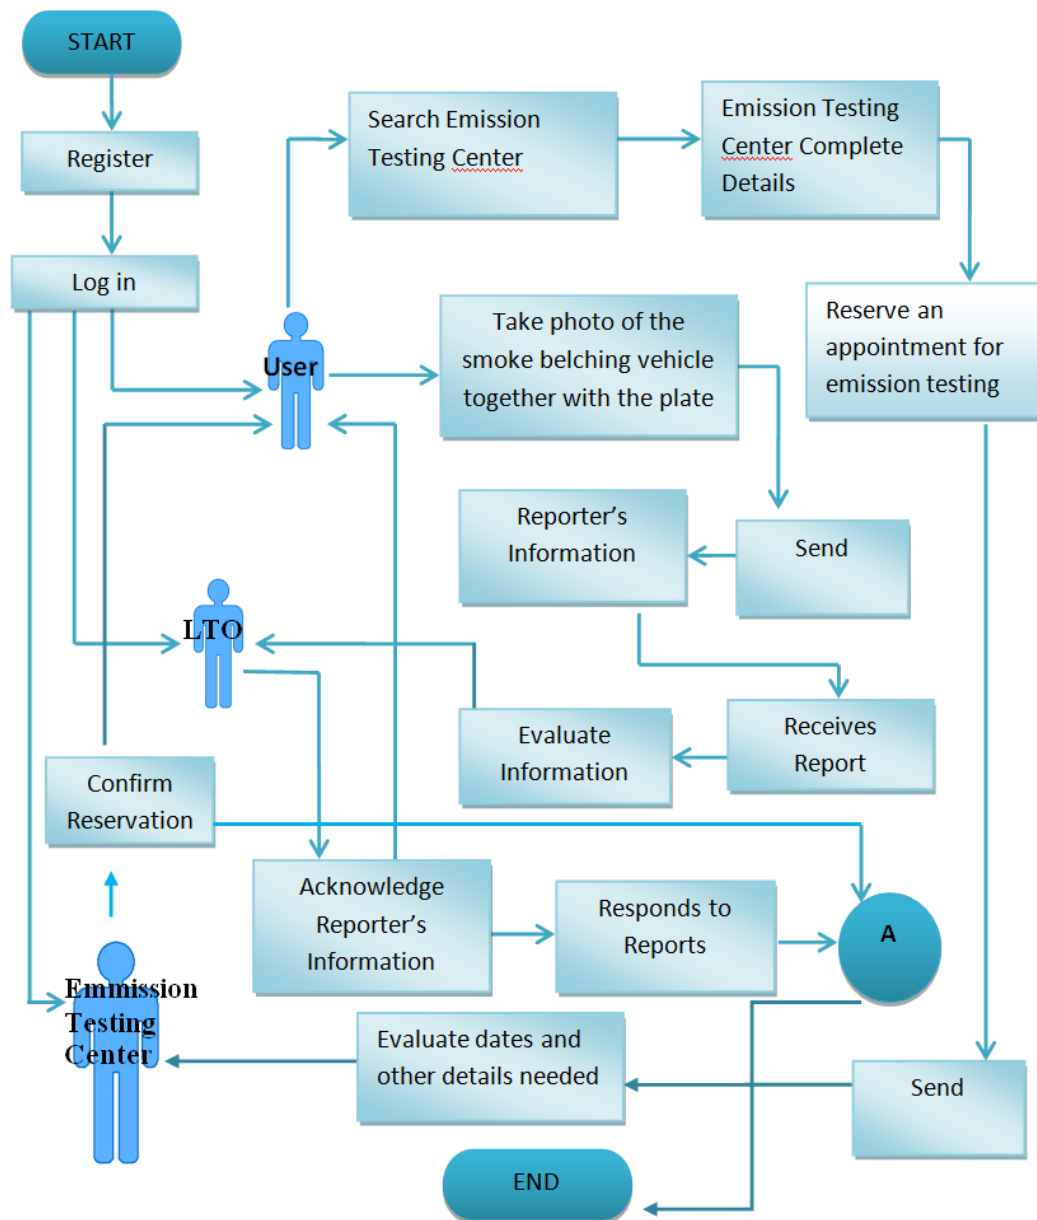 START
Register
Log in
Search Emission
Testing Center
Emission Testing
Center Complete
Details
Reserve an
appointment for
emission testing
User
Take photo of the
smoke belching vehicle
together with the plate
Send
Reporter’s
Information
LTO
Receives
Report
Evaluate
Information
Confirm
Reservation
Acknowledge
Reporter’s
Information
Responds to
Reports
A
Emmission
Testing
Center
Evaluate dates and
other details needed
Send
END